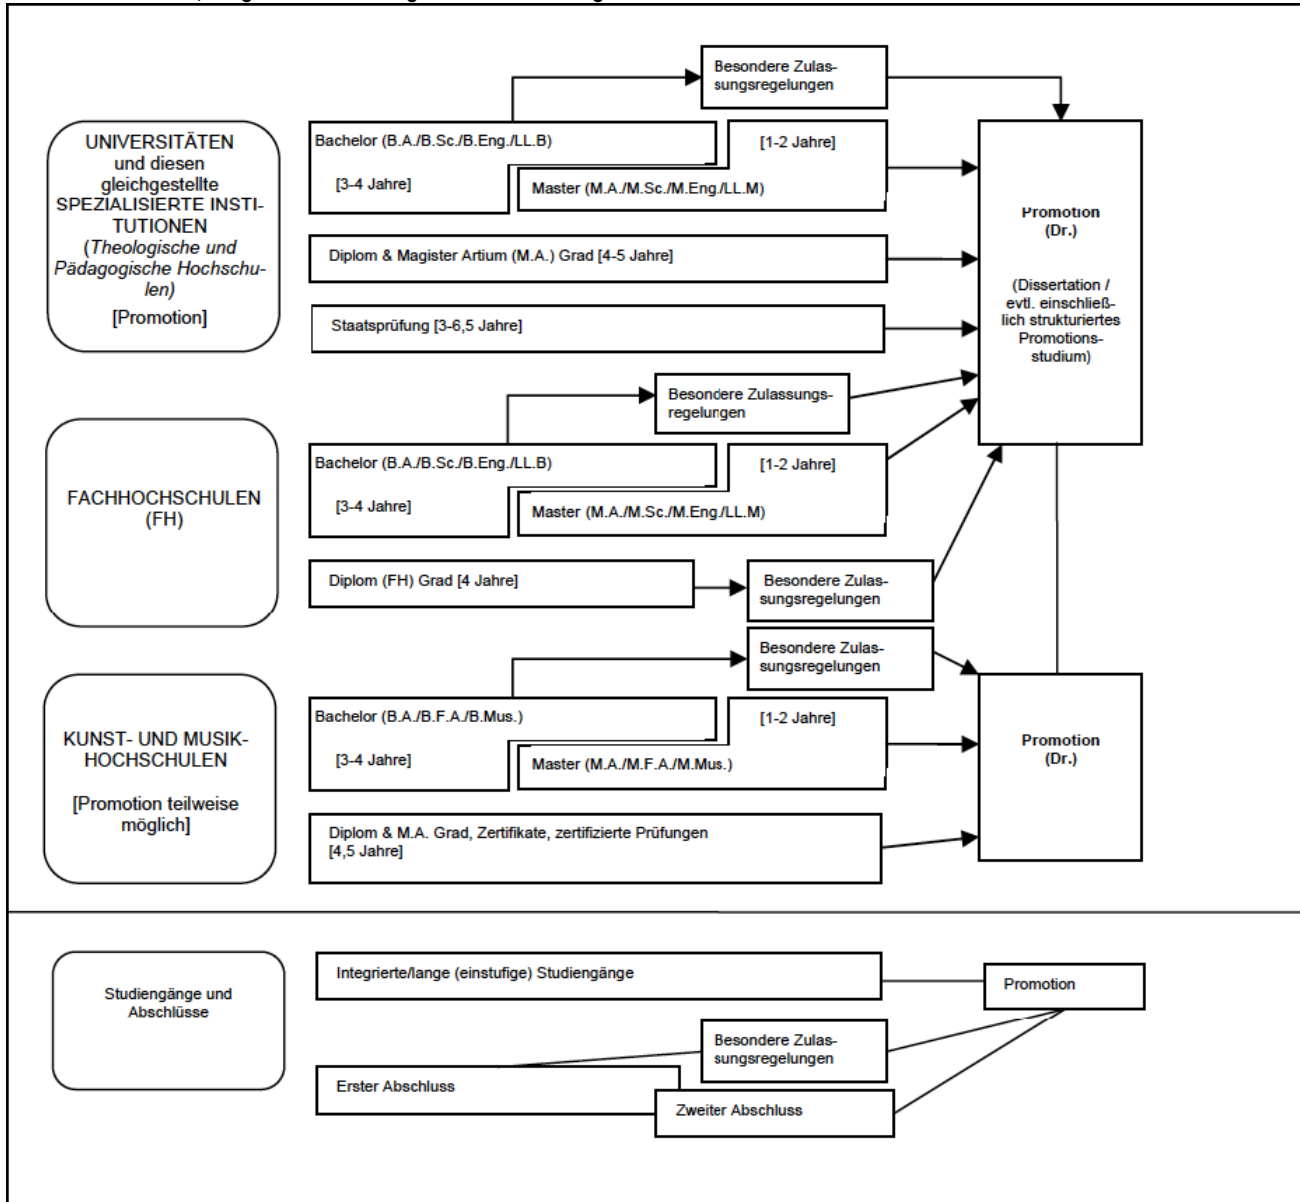 Besondere Zulas-
sungsregelungen
UNIVERSITÄTEN
und diesen
gleichgestellte
SPEZIALISIERTE INSTI-
TUTIONEN
(Theologische und
Pädagogische Hochschu-
len)
[Promotion]
Bachelor (B.A./B.Sc./B.Eng./LL.B)
[3-4 Jahre]
[1-2 Jahre]
Master (M.A./M.Sc./M.Eng./LL.M)
Diplom & Magister Artium (M.A.) Grad [4-5 Jahre]
Staatsprüfung [3-6,5 Jahre]
Promotion
(Dr.)
(Dissertation /
evtl. einschließ-
lich strukturiertes
Promotions-
studium)
Besondere Zulassungs-
regelungen
FACHHOCHSCHULEN
(FH)
Bachelor (B.A./B.Sc./B.Eng./LL.B)
[3-4 Jahre]
[1-2 Jahre]
Master (M.A./M.Sc./M.Eng./LL.M)
Diplom (FH) Grad [4 Jahre]
Besondere Zulas-
sungsregelungen
Besondere Zulas-
sungsregelungen
KUNST- UND MUSIK-
HOCHSCHULEN
[Promotion teilweise
möglich]
Bachelor (B.A./B.F.A./B.Mus.)
[3-4 Jahre]
[1-2 Jahre]
Master (M.A./M.F.A./M.Mus.)
Diplom & M.A. Grad, Zertifikate, zertifizierte Prüfungen
[4,5 Jahre]
Promotion
(Dr.)
Studiengänge und
Abschlüsse
Integrierte/lange (einstufige) Studiengänge
Promotion
Besondere Zulas-
sungsregelungen
Erster Abschluss
Zweiter Abschluss